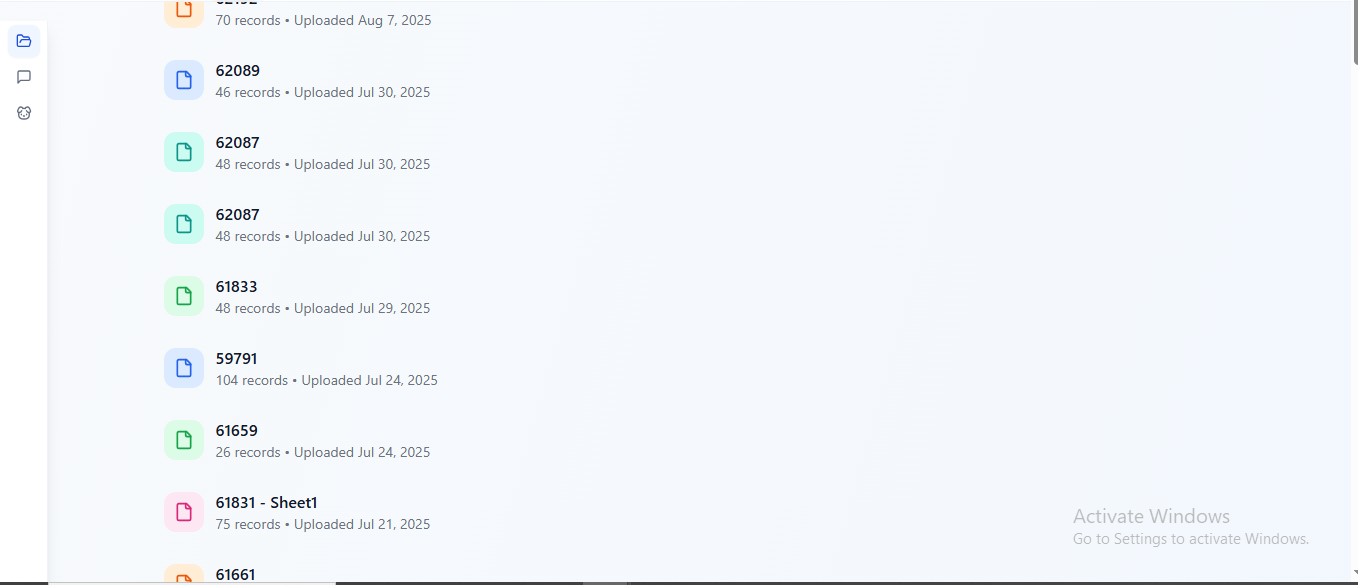 70 records • Uploaded Aug 7, 2025
62089
46 records • Uploaded Jul 30, 2025
62087
48 records • Uploaded Jul 30, 2025
62087
48 records • Uploaded Jul 30, 2025
61833
48 records • Uploaded Jul 29, 2025
59791
104 records • Uploaded Jul 24, 2025
61659
26 records • Uploaded Jul 24, 2025
61831 - Sheet1
75 records • Uploaded Jul 21, 2025
61661
Activate Windows
Go to Settings to activate Windows.